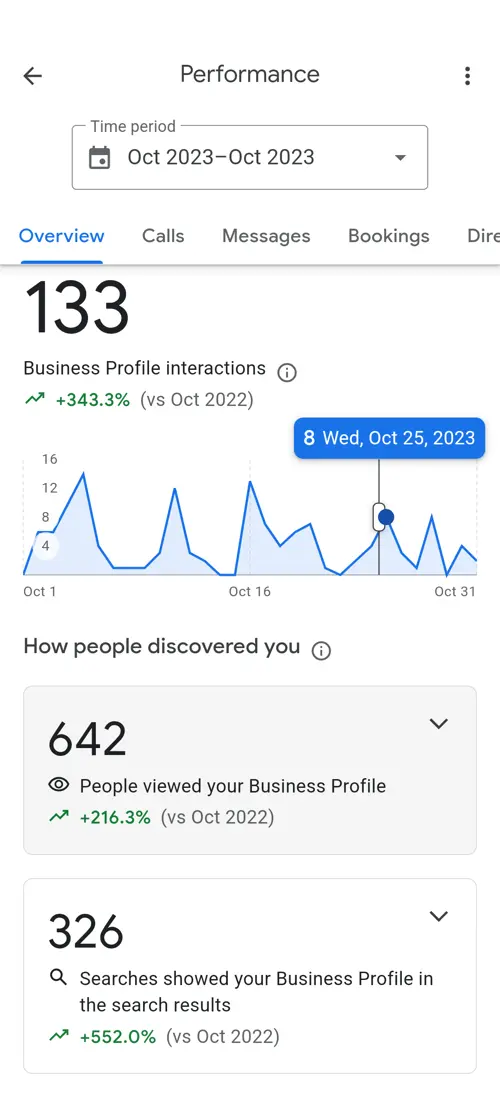 Performance
Time period
Oct 2023–Oct 2023
Overview Calls Messages Bookings Dire
133
Business Profile interactions
+343.3% (vs Oct 2022)
8 Wed, Oct 25, 2023
16
12
8
4
Oct 1 Oct 16 Oct 31
How people discovered you
642
People viewed your Business Profile
+216.3% (vs Oct 2022)
326
Searches showed your Business Profile in
the search results
+552.0% (vs Oct 2022)